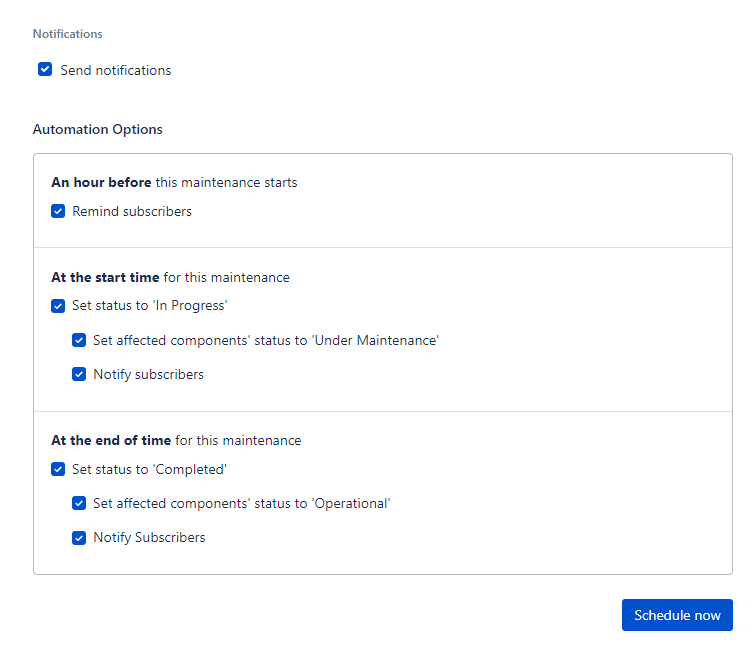 Notifications
Send notifications
Automation Options
An hour before this maintenance starts
Remind subscribers
At the start time for this maintenance
Set status to 'In Progress'
Set affected components' status to 'Under Maintenance'
Notify subscribers
At the end of time for this maintenance
Set status to 'Completed'
Set affected components' status to 'Operational'
Notify Subscribers
Schedule now